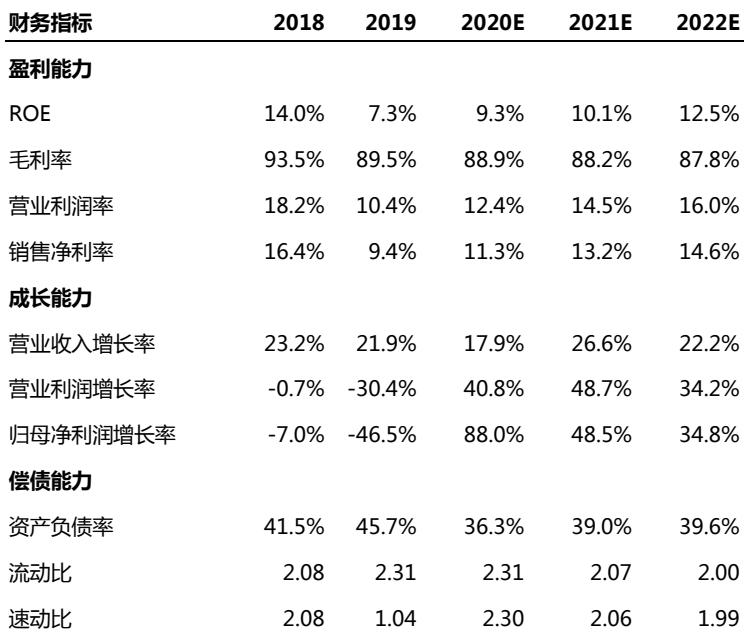 财务指标 2018 2019 2020E 2021E 2022E
盈利能力
ROE 14.0% 7.3% 9.3% 10.1% 12.5%
毛利率 93.5% 89.5% 88.9% 88.2% 87.8%
营业利润率 18.2% 10.4% 12.4% 14.5% 16.0%
销售净利率 16.4% 9.4% 11.3% 13.2% 14.6%
成长能力
营业收入增长率 23.2% 21.9% 17.9% 26.6% 22.2%
营业利润增长率 -0.7% -30.4% 40.8% 48.7% 34.2%
归母净利润增长率 -7.0% -46.5% 88.0% 48.5% 34.8%
偿债能力
资产负债率 41.5% 45.7% 36.3% 39.0% 39.6%
流动比 2.08 2.31 2.31 2.07 2.00
速动比 2.08 1.04 2.30 2.06 1.99